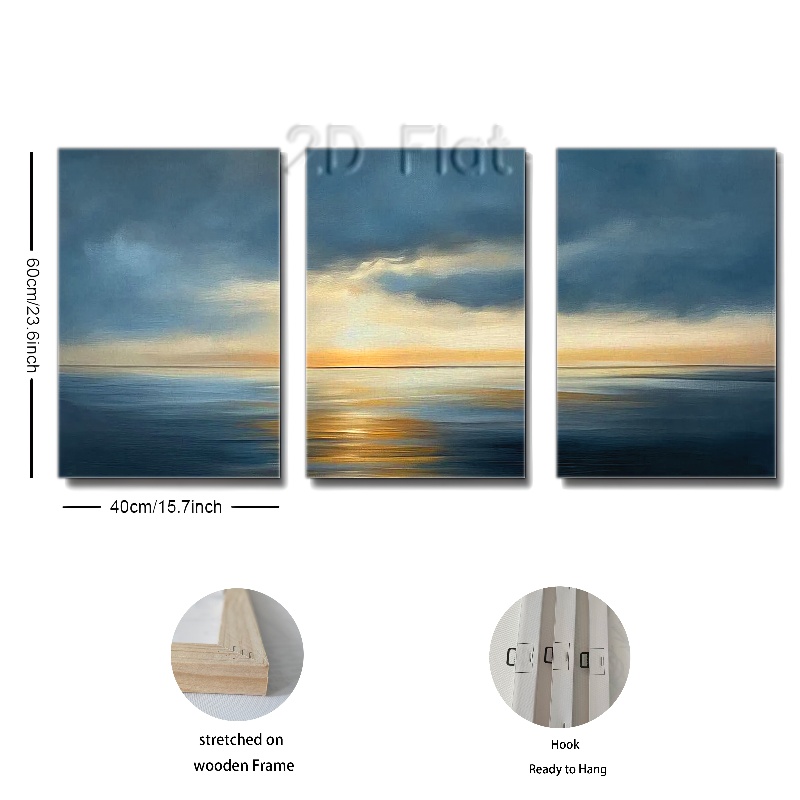 2D Flat
60cm/23.6inch
40cm/15.7inch
stretched on
wooden Frame
Hook
Ready to Hang